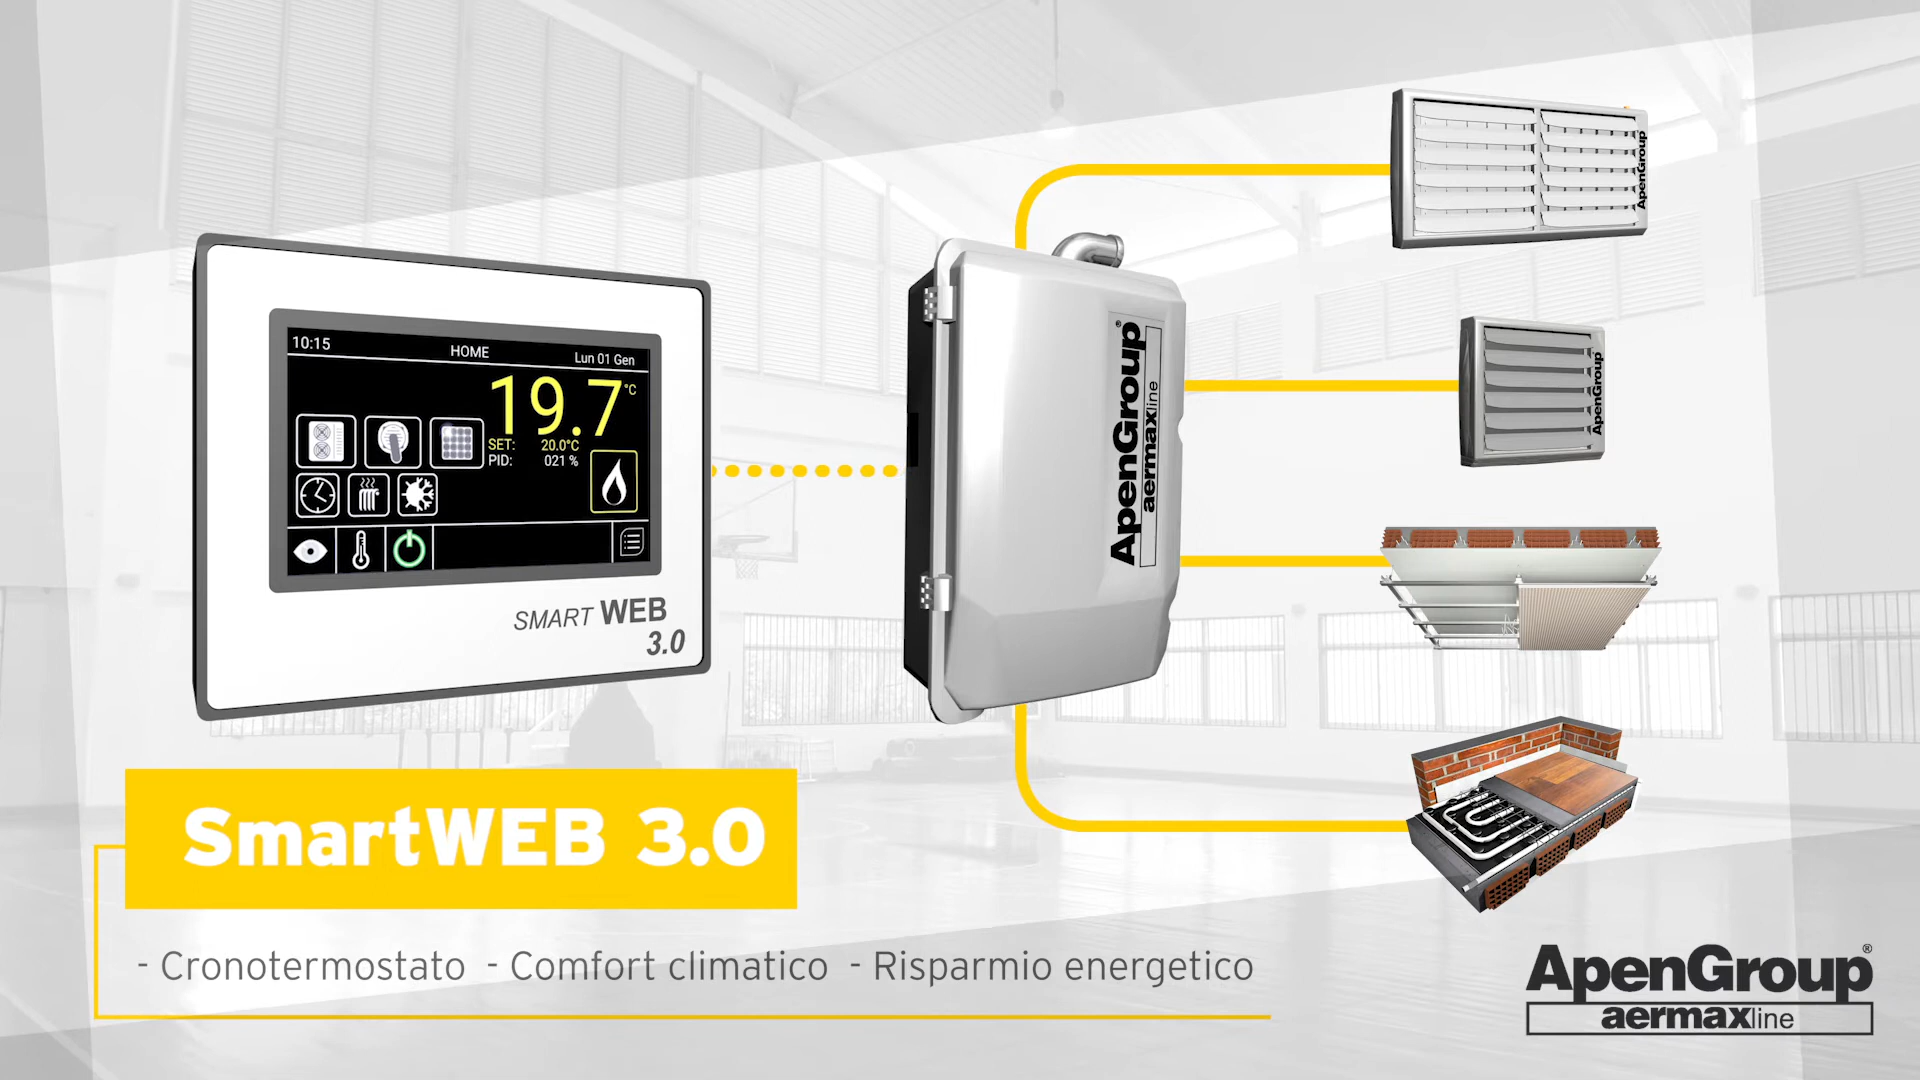 10:15
HOME
Lun 01 Gen
19.7 °C
SET: 20.0°C
PID: 021 %
SMART WEB
3.0
ApenGroup®
aermaxline
ApenGroup
ApenGroup
SmartWEB 3.0
- Cronotermostato - Comfort climatico - Risparmio energetico
ApenGroup®
aermaxline